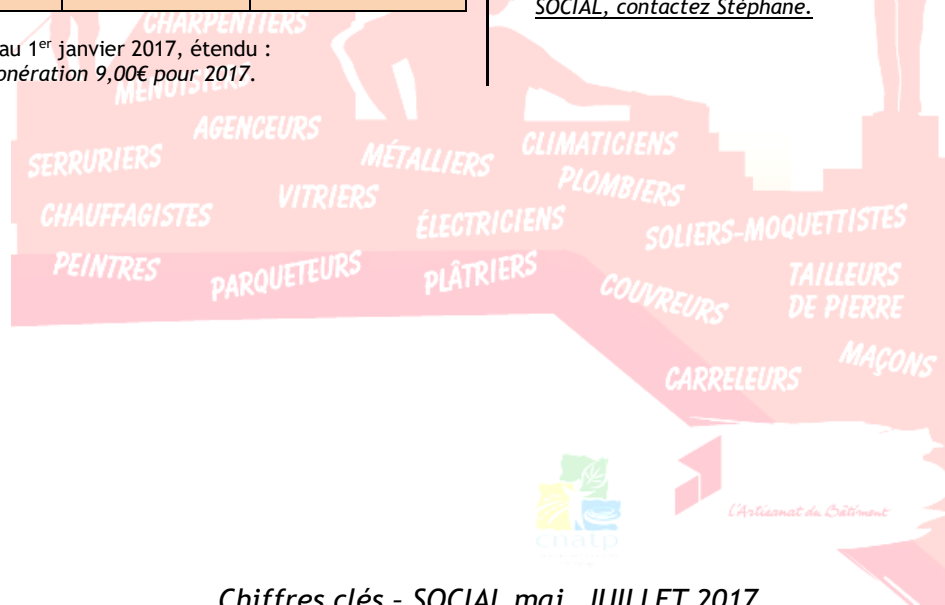 SOCIAL, contactez Stéphane.
au 1er janvier 2017, étendu :
onération 9,00€ pour 2017.
CHARPENTIERS
MENUISIERS
AGENCEURS
SERRURIERS
MÉTALLIERS
CLIMATICIENS
PLOMBIERS
VITRIERS
CHAUFFAGISTES
ÉLECTRICIENS
SOLIERS-MOQUETTISTES
PEINTRES
PARQUETEURS
PLÂTRIERS
COUVREURS
TAILLEURS
DE PIERRE
MAÇONS
CARRELEURS
L'Artisanat du Bâtiment
cnatp
Chiffres clés – SOCIAL maj JUILLET 2017